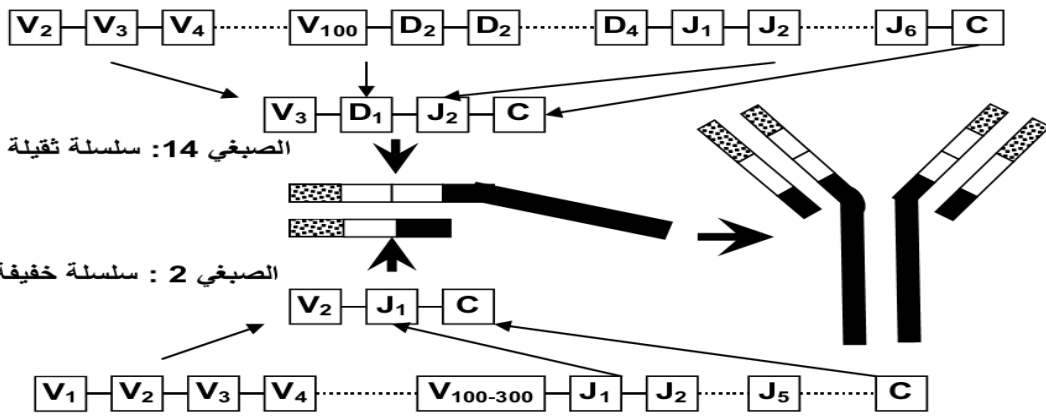 V2 V3 V4 V100 D2 D2 D4 J1 J2 J6 C
V3 D1 J2 C
الصبغي 14: سلسلة ثقيلة
الصبغي 2 : سلسلة خفيفة
V2 J1 C
V1 V2 V3 V4 V100-300 J1 J2 J5 C